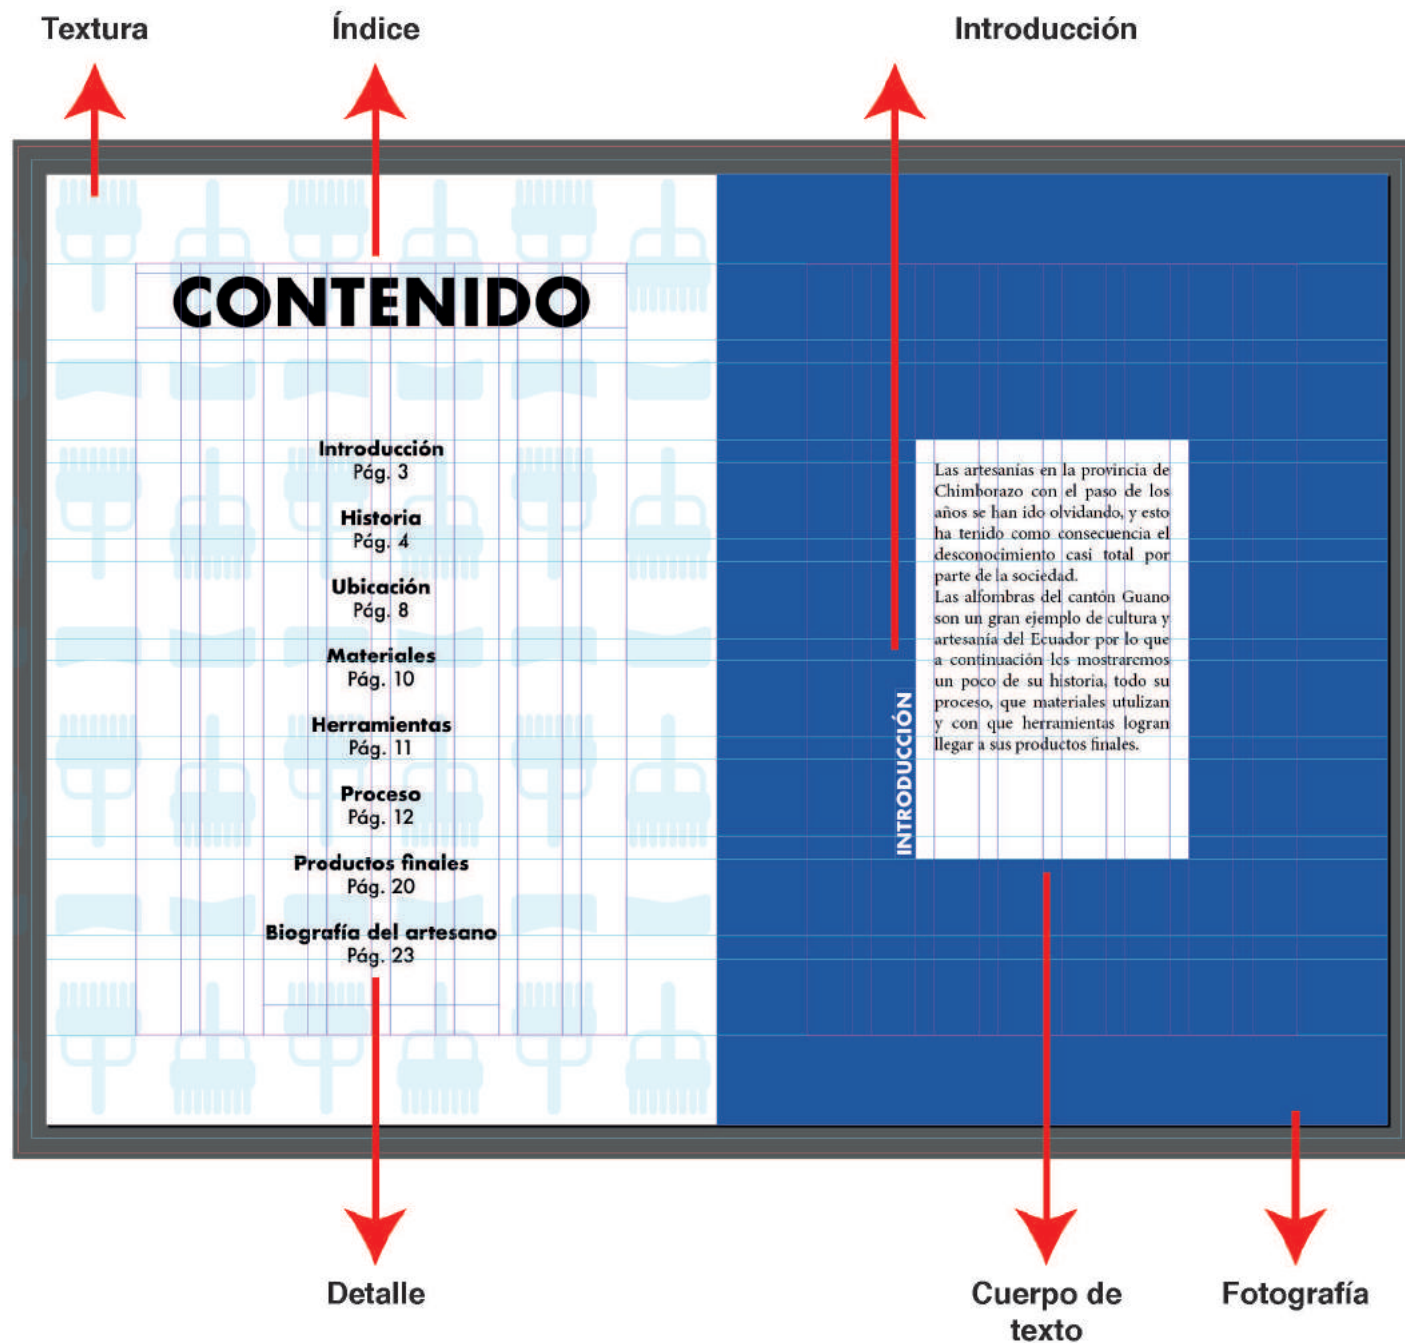 Textura
Índice
Introducción
CONTENIDO
Introducción
Pág. 3
Historia
Pág. 4
Ubicación
Pág. 8
Materiales
Pág. 10
Herramientas
Pág. 11
Proceso
Pág. 12
Productos finales
Pág. 20
Biografía del artesano
Pág. 23
INTRODUCCIÓN
Las artesanías en la provincia de
Chimborazo con el paso de los
años se han ido olvidando, y esto
ha tenido como consecuencia el
desconocimiento casi total por
parte de la sociedad.
Las alfombras del cantón Guano
son un gran ejemplo de cultura y
artesanía del Ecuador por lo que
a continuación les mostraremos
un poco de su historia, todo su
proceso, que materiales utulizan
y con que herramientas logran
llegar a sus productos finales.
Detalle
Cuerpo de
texto
Fotografía